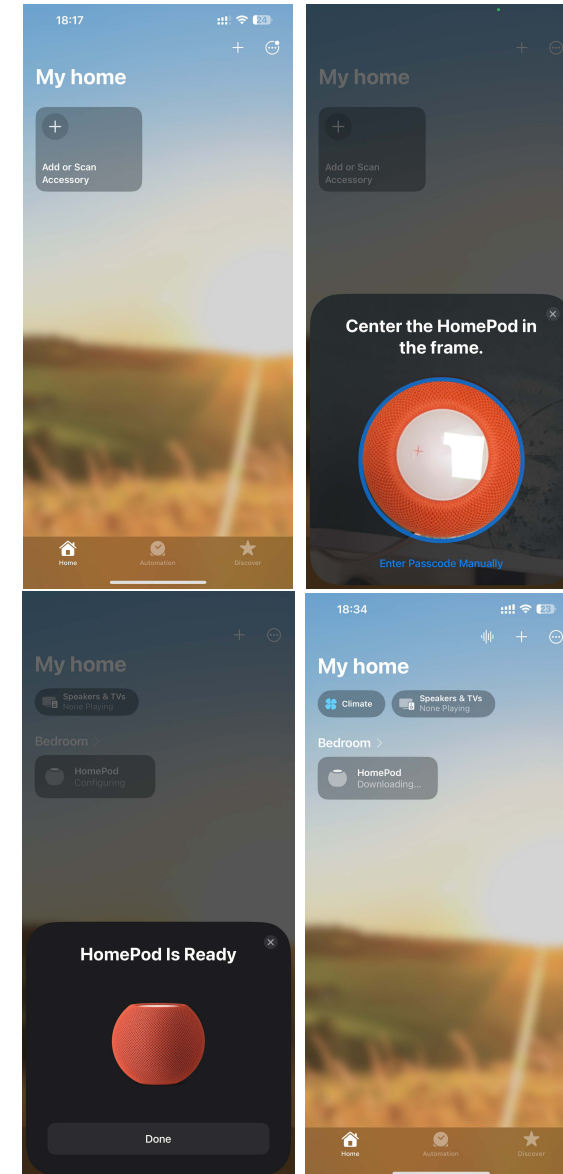 18:17
24
My home
Add or Scan
Accessory
Home
Automation
Discover
My home
Add or Scan
Accessory
Center the HomePod in
the frame.
Enter Passcode Manually
My home
Speakers & TVs
None Playing
Bedroom
HomePod
Configuring...
HomePod Is Ready
Done
18:34
23
My home
Climate
Speakers & TVs
None Playing
Bedroom
HomePod
Downloading...
Home
Automation
Discover